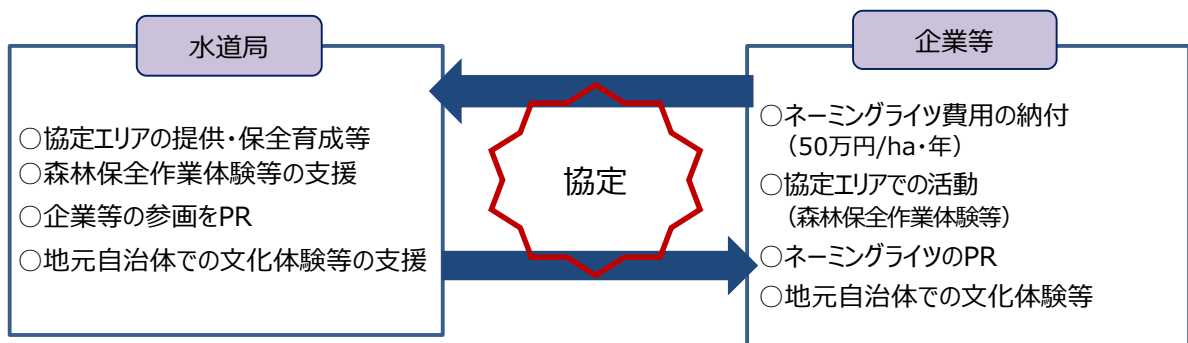 水道局
○協定エリアの提供・保全育成等
○森林保全作業体験等の支援
○企業等の参画をPR
○地元自治体での文化体験等の支援
協定
企業等
○ネーミングライツ費用の納付
（50万円/ha・年）
○協定エリアでの活動
（森林保全作業体験等）
○ネーミングライツのPR
○地元自治体での文化体験等